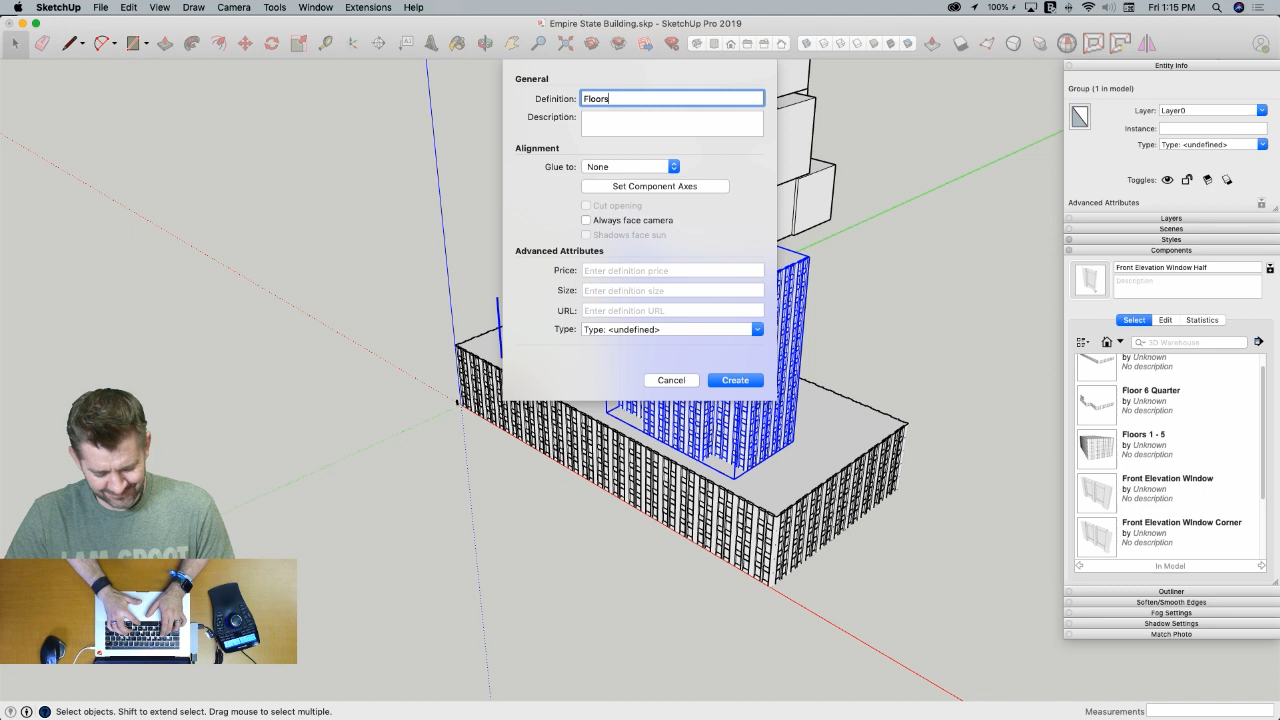 SketchUp File Edit View Draw Camera Tools Window Extensions Help
100% Fri 1:15 PM
Empire State Building.skp - SketchUp Pro 2019
General
Definition: Floors
Description:
Alignment
Glue to: None
Set Component Axes
Cut opening
Always face camera
Shadows face sun
Advanced Attributes
Price: Enter definition price
Size: Enter definition size
URL: Enter definition URL
Type: Type: <undefined>
Cancel Create
Entity Info
Group (1 in model)
Layer: Layer0
Instance:
Type: Type: <undefined>
Toggles:
Advanced Attributes
Layers
Scenes
Styles
Components
Front Elevation Window Half
Description
Select Edit Statistics
3D Warehouse
by Unknown
No description
Floor 6 Quarter
by Unknown
No description
Floors 1 - 5
by Unknown
No description
Front Elevation WIndow
by Unknown
No description
Front Elevation WIndow Corner
by Unknown
No description
In Model
Outliner
Soften/Smooth Edges
Fog Settings
Shadow Settings
Match Photo
I AM GROOT
Select objects. Shift to extend select. Drag mouse to select multiple.
Measurements